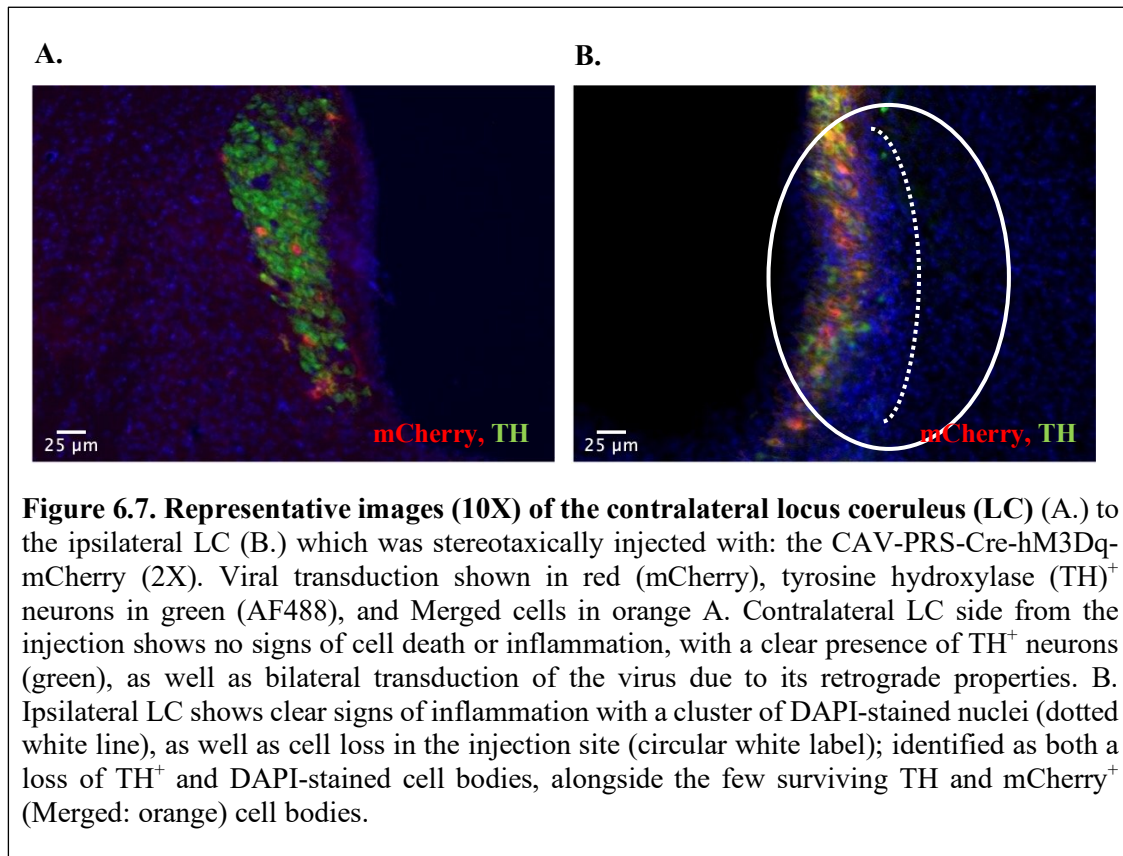 A.
B.
25 µm
mCherry, TH
25 µm
mCherry, TH
Figure 6.7. Representative images (10X) of the contralateral locus coeruleus (LC) (A.) to
the ipsilateral LC (B.) which was stereotaxically injected with: the CAV-PRS-Cre-hM3Dq-
mCherry (2X). Viral transduction shown in red (mCherry), tyrosine hydroxylase (TH)⁺
neurons in green (AF488), and Merged cells in orange A. Contralateral LC side from the
injection shows no signs of cell death or inflammation, with a clear presence of TH⁺ neurons
(green), as well as bilateral transduction of the virus due to its retrograde properties. B.
Ipsilateral LC shows clear signs of inflammation with a cluster of DAPI-stained nuclei (dotted
white line), as well as cell loss in the injection site (circular white label); identified as both a
loss of TH⁺ and DAPI-stained cell bodies, alongside the few surviving TH and mCherry⁺
(Merged: orange) cell bodies.